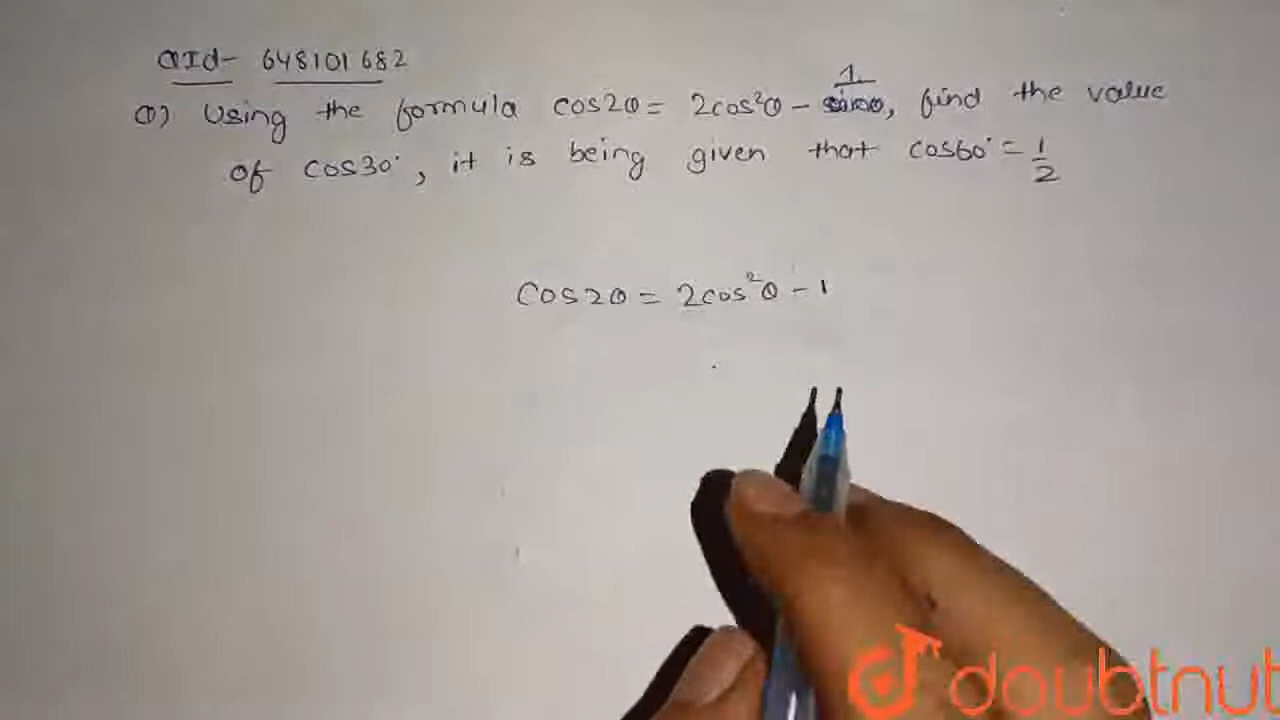 QId- 648101682
Q) Using the formula cos2θ = 2cos²θ - 1, find the value
of cos30°, it is being given that cos60° = 1/2
cos2θ = 2cos²θ - 1
doubtnut